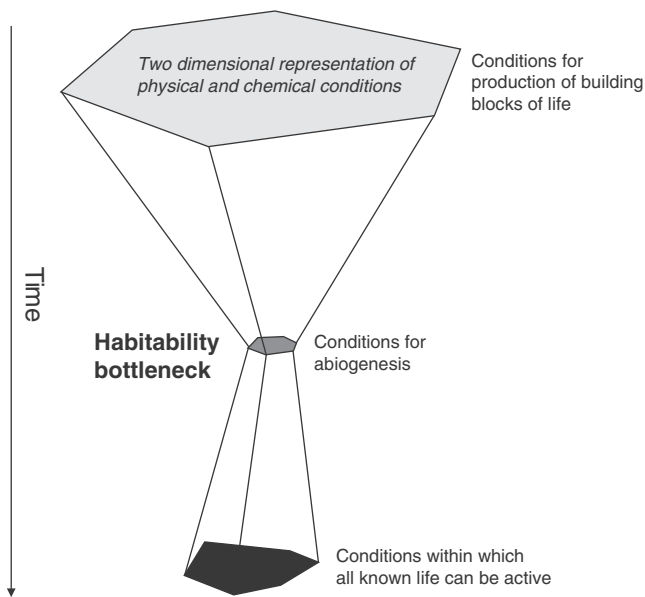 Two dimensional representation of
physical and chemical conditions
Conditions for
production of building
blocks of life
Time
Habitability
bottleneck
Conditions for
abiogenesis
Conditions within which
all known life can be active